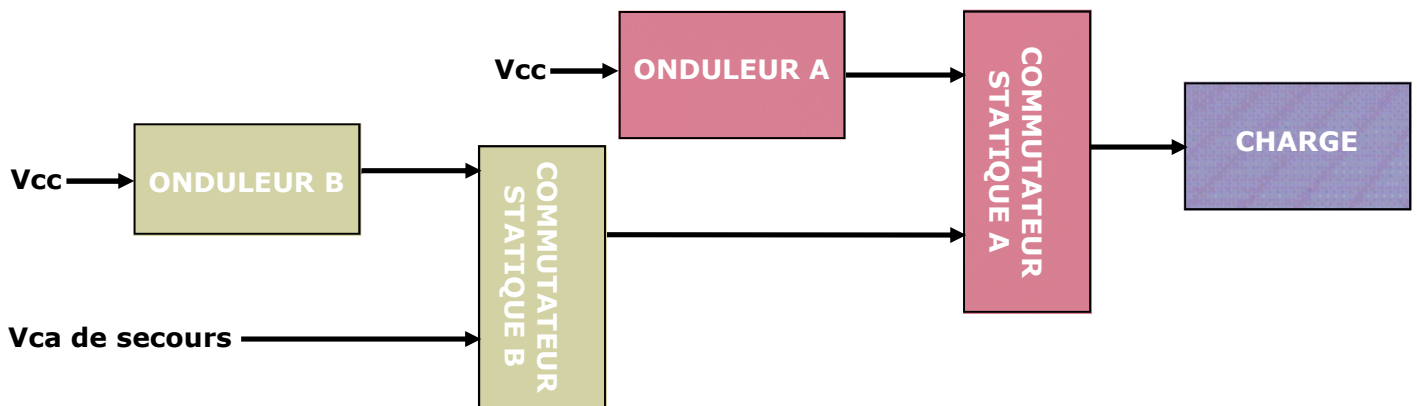 Vcc
ONDULEUR A
COMMUTATEUR
STATIQUE A
CHARGE
Vcc
ONDULEUR B
COMMUTATEUR
STATIQUE B
Vca de secours